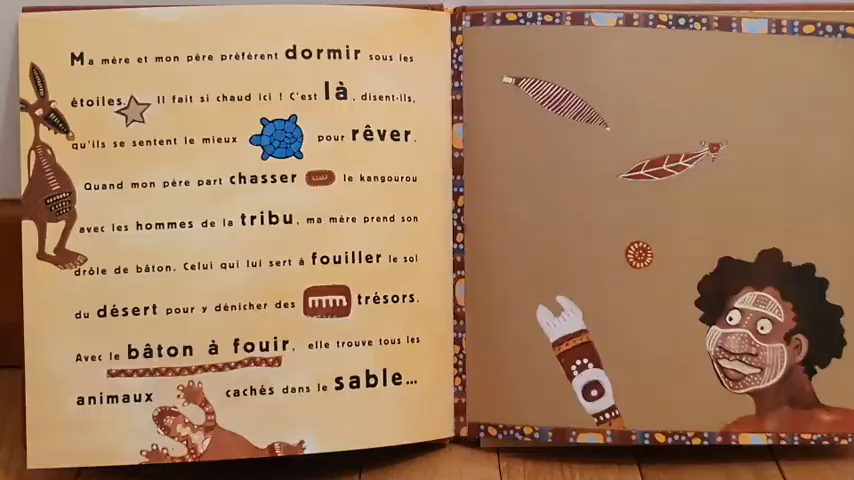 Ma mère et mon père préfèrent dormir sous les
étoiles. Il fait si chaud ici ! C'est là, disent-ils,
qu'ils se sentent le mieux pour rêver.
Quand mon père part chasser le kangourou
avec les hommes de la tribu, ma mère prend son
drôle de bâton. Celui qui lui sert à fouiller le sol
du désert pour y dénicher des trésors.
Avec le bâton à fouir, elle trouve tous les
animaux cachés dans le sable...